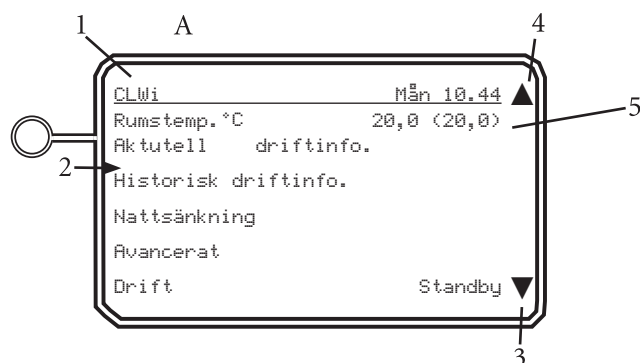 1 A 4
CLWi Mån 10.44
Rumstemp.°C 20,0 (20,0) 5
Aktutell driftinfo.
2
Historisk driftinfo.
Nattsänkning
Avancerat
Drift Standby
3